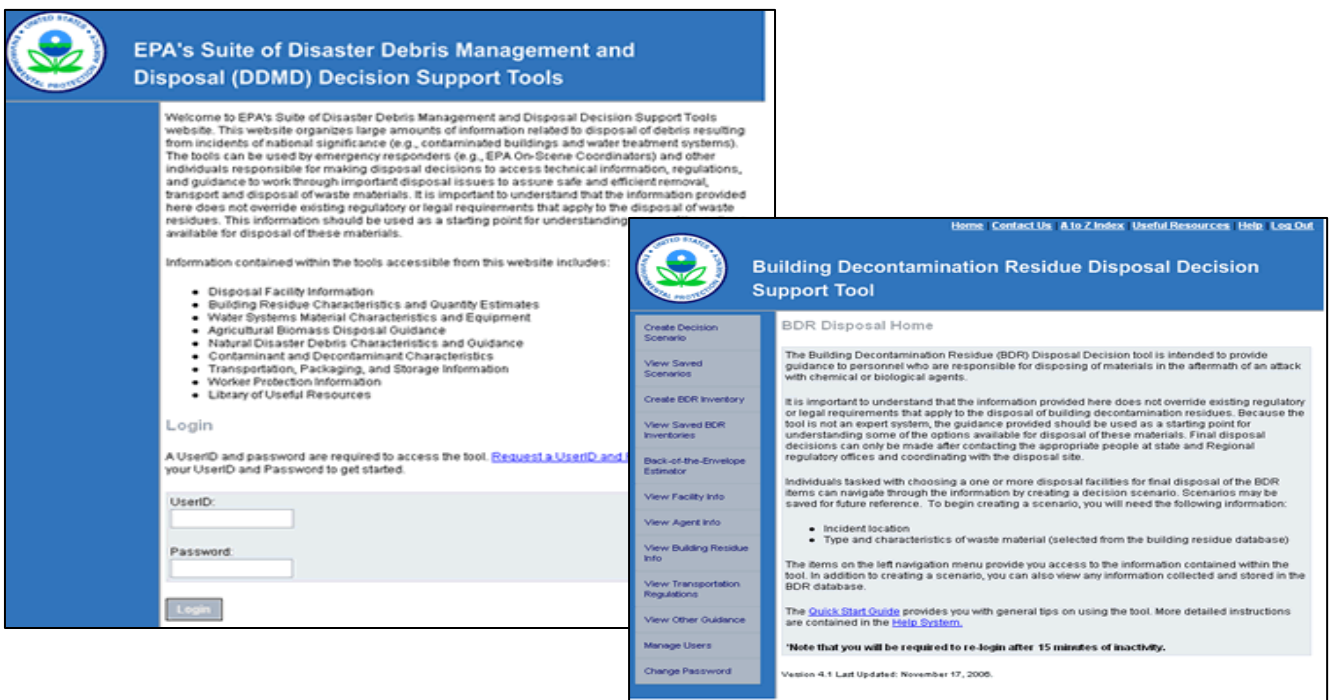 EPA's Suite of Disaster Debris Management and
Disposal (DDMD) Decision Support Tools
Welcome to EPA's Suite of Disaster Debris Management and Disposal Decision Support Tools
website. This website organizes large amounts of information related to disposal of debris resulting
from incidents of national significance (e.g., contaminated buildings and water treatment systems).
The tools can be used by emergency responders (e.g., EPA On-Scene Coordinators) and other
individuals responsible for making disposal decisions to access technical information, regulations,
and guidance to work through important disposal issues to assure safe and efficient removal,
transport and disposal of waste materials. It is important to understand that the information provided
here does not override existing regulatory or legal requirements that apply to the disposal of waste
residues. This information should be used as a starting point for understanding
available for disposal of these materials.
Information contained within the tools accessible from this website includes:
• Disposal Facility Information
• Building Residue Characteristics and Quantity Estimates
• Water Systems Material Characteristics and Equipment
• Agricultural Biomass Disposal Guidance
• Natural Disaster Debris Characteristics and Guidance
• Contaminant and Decontaminant Characteristics
• Transportation, Packaging, and Storage Information
• Worker Protection Information
• Library of Useful Resources
Login
A UserID and password are required to access the tool. Request a UserID and
your UserID and Password to get started.
UserID:
Password:
Login
Home | Contact Us | A to Z Index | Useful Resources | Help | Log Out
Building Decontamination Residue Disposal Decision
Support Tool
Create Decision
Scenario
View Saved
Scenarios
Create BDR Inventory
View Saved BDR
Inventories
Back-of-the-Envelope
Estimator
View Facility Info
View Agent Info
View Building Residue
Info
View Transportation
Regulations
View Other Guidance
Manage Users
Change Password
BDR Disposal Home
The Building Decontamination Residue (BDR) Disposal Decision tool is intended to provide
guidance to personnel who are responsible for disposing of materials in the aftermath of an attack
with chemical or biological agents.
It is important to understand that the information provided here does not override existing regulatory
or legal requirements that apply to the disposal of building decontamination residues. Because the
tool is not an expert system, the guidance provided should be used as a starting point for
understanding some of the options available for disposal of these materials. Final disposal
decisions can only be made after contacting the appropriate people at state and Regional
regulatory offices and coordinating with the disposal site.
Individuals tasked with choosing a one or more disposal facilities for final disposal of the BDR
items can navigate through the information by creating a decision scenario. Scenarios may be
saved for future reference. To begin creating a scenario, you will need the following information:
• Incident location
• Type and characteristics of waste material (selected from the building residue database)
The items on the left navigation menu provide you access to the information contained within the
tool. In addition to creating a scenario, you can also view any information collected and stored in the
BDR database.
The Quick Start Guide provides you with general tips on using the tool. More detailed instructions
are contained in the Help System.
*Note that you will be required to re-login after 15 minutes of inactivity.
Version 4.1 Last Updated: November 17, 2006.